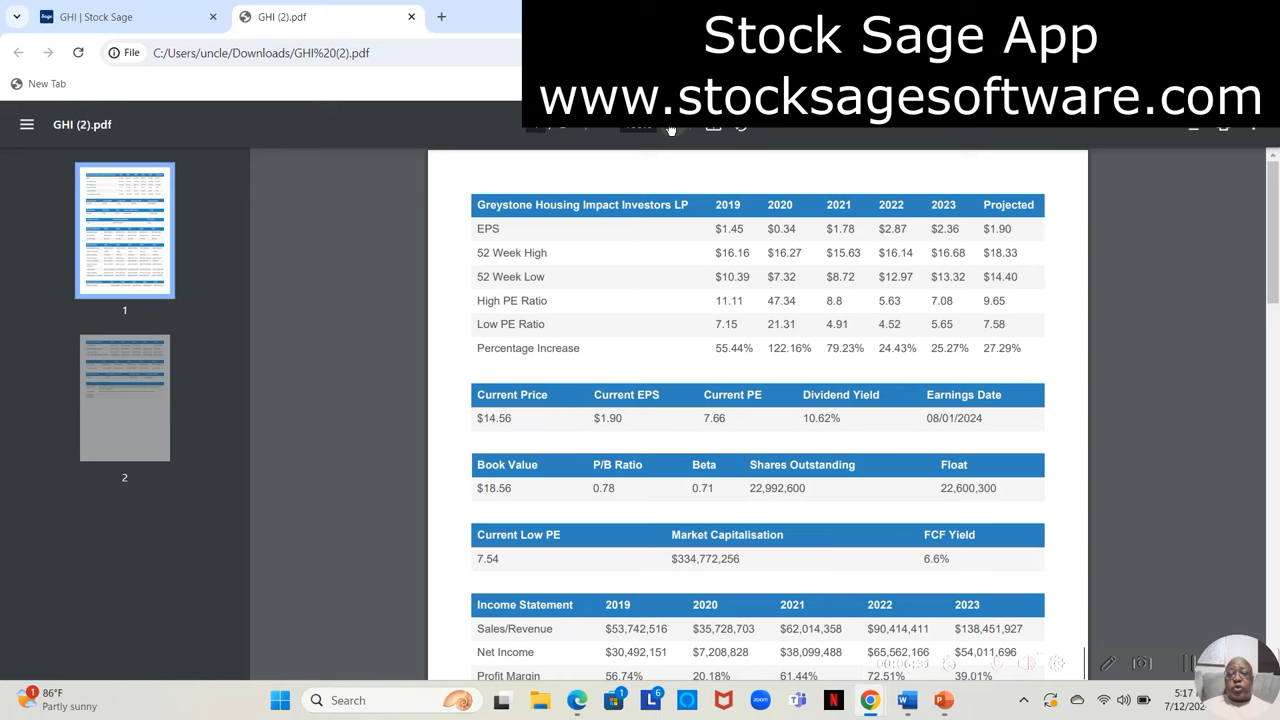 GHI | Stock Sage
GHI (2).pdf
Stock Sage App
www.stocksagesoftware.com
File C:/Users/uncle/Downloads/GHI%20(2).pdf
New Tab
GHI (2).pdf
1
2
Greystone Housing Impact Investors LP 2019 2020 2021 2022 2023 Projected
EPS $1.45 $0.34 $1.78 $2.87 $2.36 $1.90
52 Week High $16.16 $16.27 $15.63 $16.14 $16.68 $18.33
52 Week Low $10.39 $7.32 $8.72 $12.97 $13.32 $14.40
High PE Ratio 11.11 47.34 8.8 5.63 7.08 9.65
Low PE Ratio 7.15 21.31 4.91 4.52 5.65 7.58
Percentage Increase 55.44% 122.16% 79.23% 24.43% 25.27% 27.29%
Current Price Current EPS Current PE Dividend Yield Earnings Date
$14.56 $1.90 7.66 10.62% 08/01/2024
Book Value P/B Ratio Beta Shares Outstanding Float
$18.56 0.78 0.71 22,992,600 22,600,300
Current Low PE Market Capitalisation FCF Yield
7.54 $334,772,256 6.6%
Income Statement 2019 2020 2021 2022 2023
Sales/Revenue $53,742,516 $35,728,703 $62,014,358 $90,414,411 $138,451,927
Net Income $30,492,151 $7,208,828 $38,099,488 $65,562,166 $54,011,696
Profit Margin 56.74% 20.18% 61.44% 72.51% 39.01%
1
86°F
Partly sunny
Search
1
6
zoom
5:17
7/12